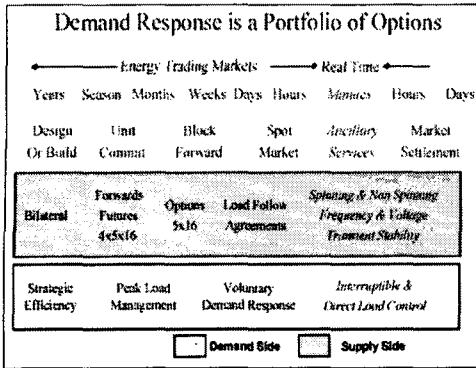 Demand Response is a Portfolio of Options
Energy Trading Markets Real Time
Years Season Months Weeks Days Hours Minutes Hours Days
Design Unit Block Spot Ancillary Market
Or Build Commit Forward Market Services Settlement
Bilateral Forwards Futures 4x5x16 Options 5x16 Load Follow Agreements Spinning & Non Spinning
Frequency & Voltage
Transient Stability
Strategic Peak Load Voluntary Interruptible &
Efficiency Management Demand Response Direct Load Control
Demand Side Supply Side